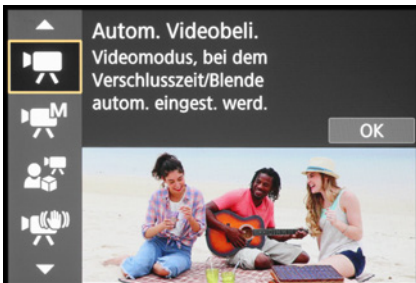 Autom. Videobeli.
Videomodus, bei dem
Verschlusszeit/Blende
autom. eingest. werd.
OK
M